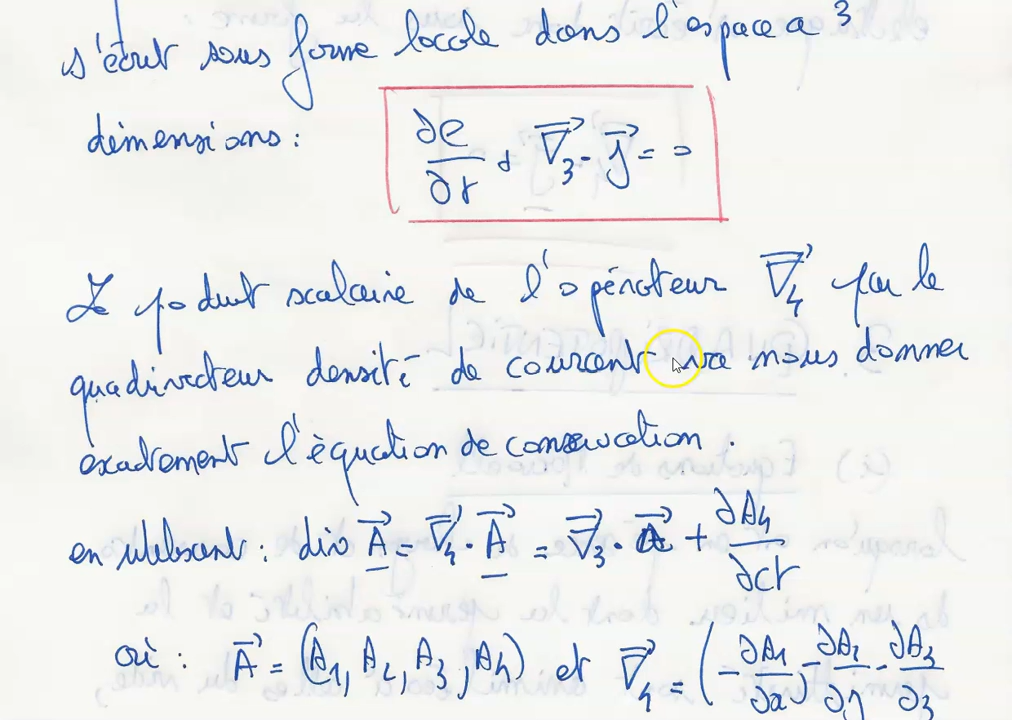 s'écrit sous forme locale dans l'espace a 3
dimensions :
∂ρ/∂t + ∇⃗₃ · j⃗ = 0
Le produit scalaire de l'opérateur ∇⃗₄ par le
quadrivecteur densité de courant va nous donner
exactement l'équation de conservation .
en utilisant : div A⃗ = ∇⃗₄ · A⃗ = ∇⃗₃ · a⃗ + ∂A₄/∂ct
où : A⃗ = (A₁, A₂, A₃, A₄) et ∇⃗₄ = (-∂A₁/∂x, -∂A₂/∂y, -∂A₃/∂z